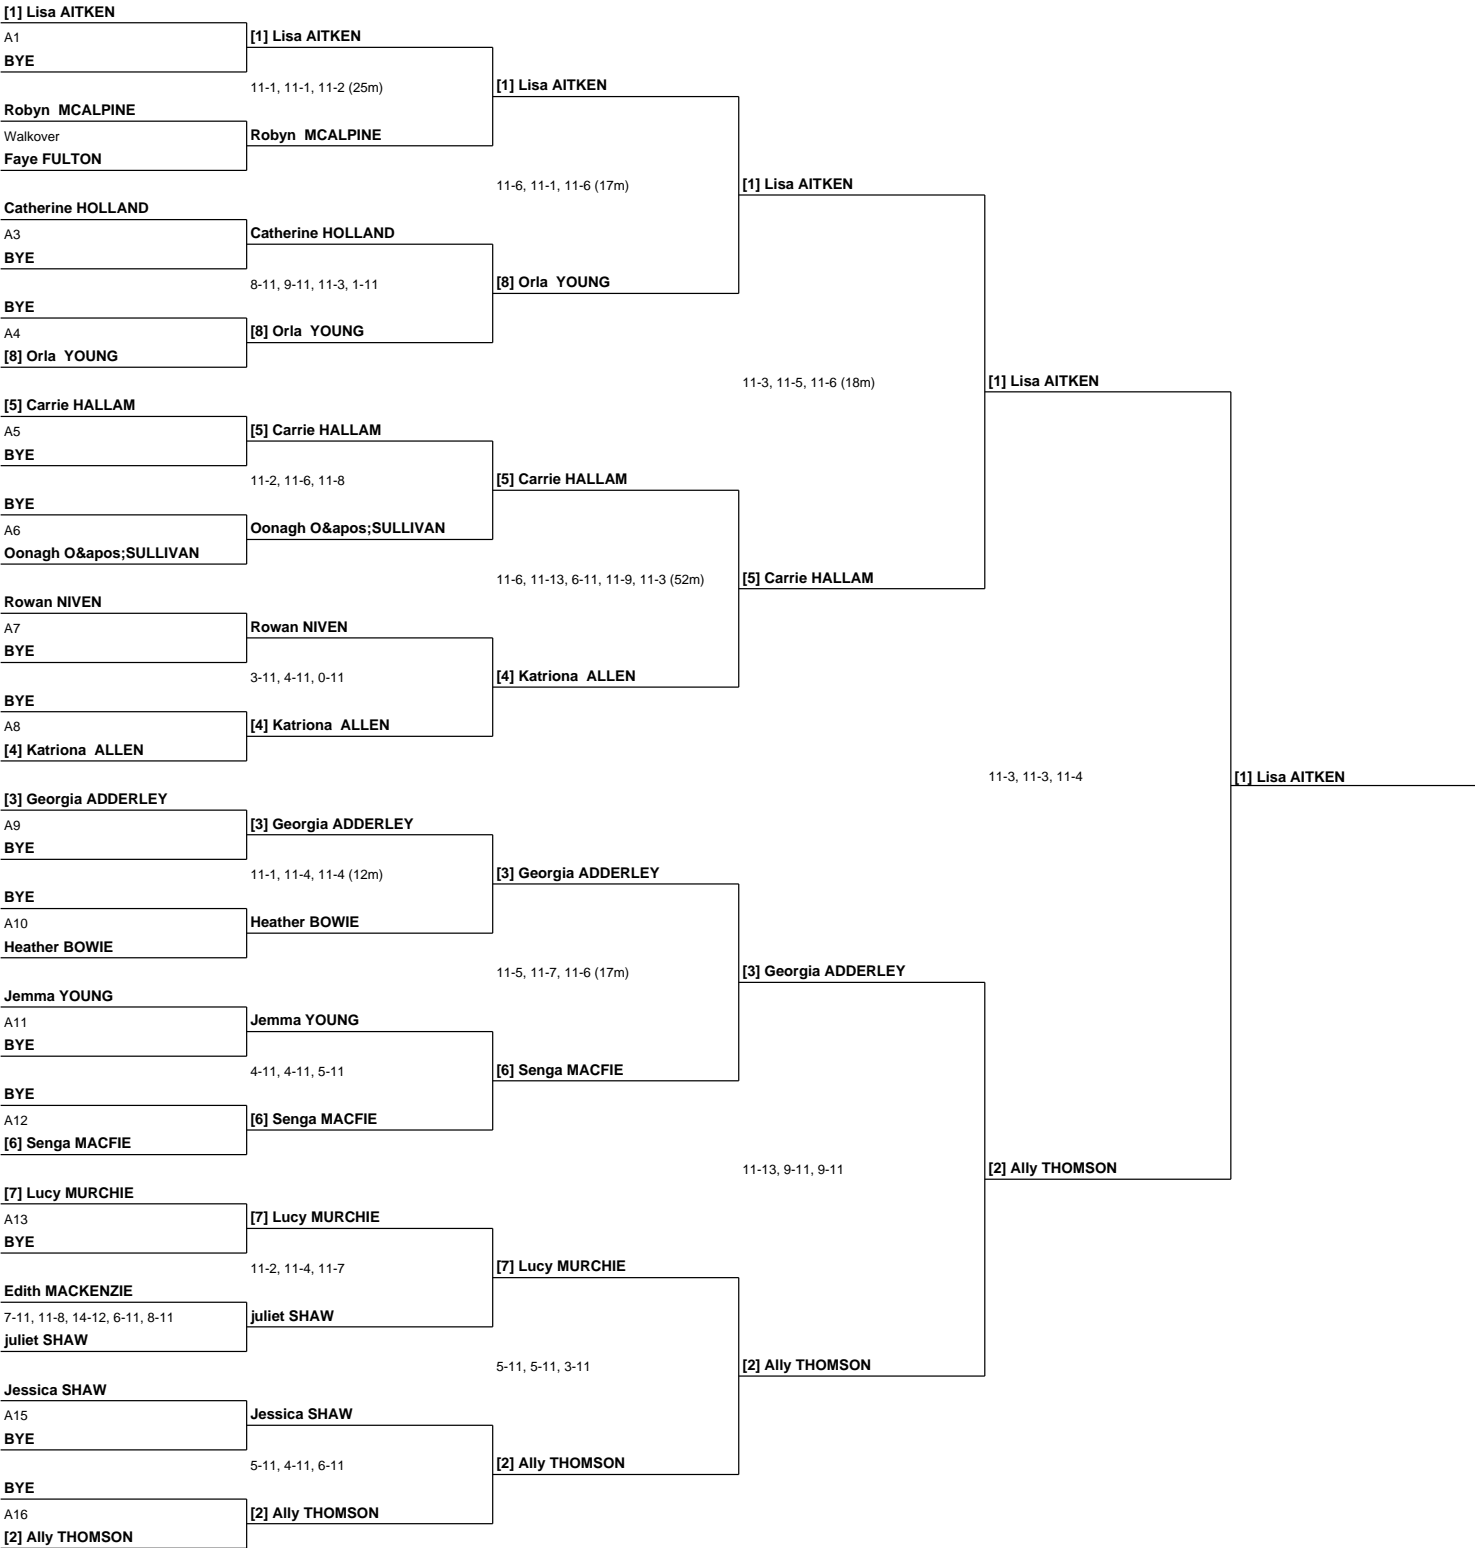 [1] Lisa AITKEN
A1
BYE
Robyn  MCALPINE
Walkover
Faye FULTON
Catherine HOLLAND
A3
BYE
BYE
A4
[8] Orla  YOUNG
[5] Carrie HALLAM
A5
BYE
BYE
A6
Oonagh O&apos;SULLIVAN
Rowan NIVEN
A7
BYE
BYE
A8
[4] Katriona  ALLEN
[3] Georgia ADDERLEY
A9
BYE
BYE
A10
Heather BOWIE
Jemma YOUNG
A11
BYE
BYE
A12
[6] Senga MACFIE
[7] Lucy MURCHIE
A13
BYE
Edith MACKENZIE
7-11, 11-8, 14-12, 6-11, 8-11
juliet SHAW
Jessica SHAW
A15
BYE
BYE
A16
[2] Ally THOMSON
[1] Lisa AITKEN
11-1, 11-1, 11-2 (25m)
Robyn  MCALPINE
Catherine HOLLAND
8-11, 9-11, 11-3, 1-11
[8] Orla  YOUNG
[5] Carrie HALLAM
11-2, 11-6, 11-8
Oonagh O&apos;SULLIVAN
Rowan NIVEN
3-11, 4-11, 0-11
[4] Katriona  ALLEN
[3] Georgia ADDERLEY
11-1, 11-4, 11-4 (12m)
Heather BOWIE
Jemma YOUNG
4-11, 4-11, 5-11
[6] Senga MACFIE
[7] Lucy MURCHIE
11-2, 11-4, 11-7
juliet SHAW
Jessica SHAW
5-11, 4-11, 6-11
[2] Ally THOMSON
[1] Lisa AITKEN
11-6, 11-1, 11-6 (17m)
[8] Orla  YOUNG
[5] Carrie HALLAM
11-6, 11-13, 6-11, 11-9, 11-3 (52m)
[4] Katriona  ALLEN
[3] Georgia ADDERLEY
11-5, 11-7, 11-6 (17m)
[6] Senga MACFIE
[7] Lucy MURCHIE
5-11, 5-11, 3-11
[2] Ally THOMSON
[1] Lisa AITKEN
11-3, 11-5, 11-6 (18m)
[5] Carrie HALLAM
[3] Georgia ADDERLEY
11-13, 9-11, 9-11
[2] Ally THOMSON
[1] Lisa AITKEN
11-3, 11-3, 11-4
[2] Ally THOMSON
[1] Lisa AITKEN